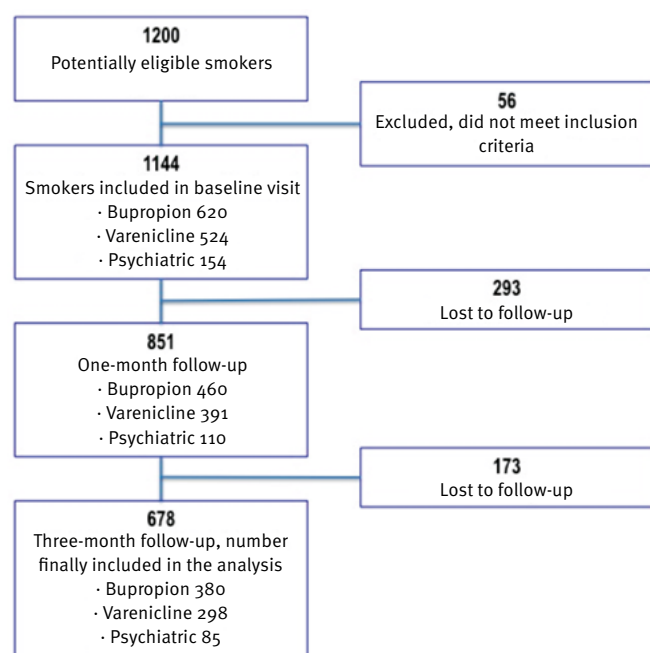 1200
Potentially eligible smokers
56
Excluded, did not meet inclusion
criteria
1144
Smokers included in baseline visit
· Bupropion 620
· Varenicline 524
· Psychiatric 154
293
Lost to follow-up
851
One-month follow-up
· Bupropion 460
· Varenicline 391
· Psychiatric 110
173
Lost to follow-up
678
Three-month follow-up, number
finally included in the analysis
· Bupropion 380
· Varenicline 298
· Psychiatric 85